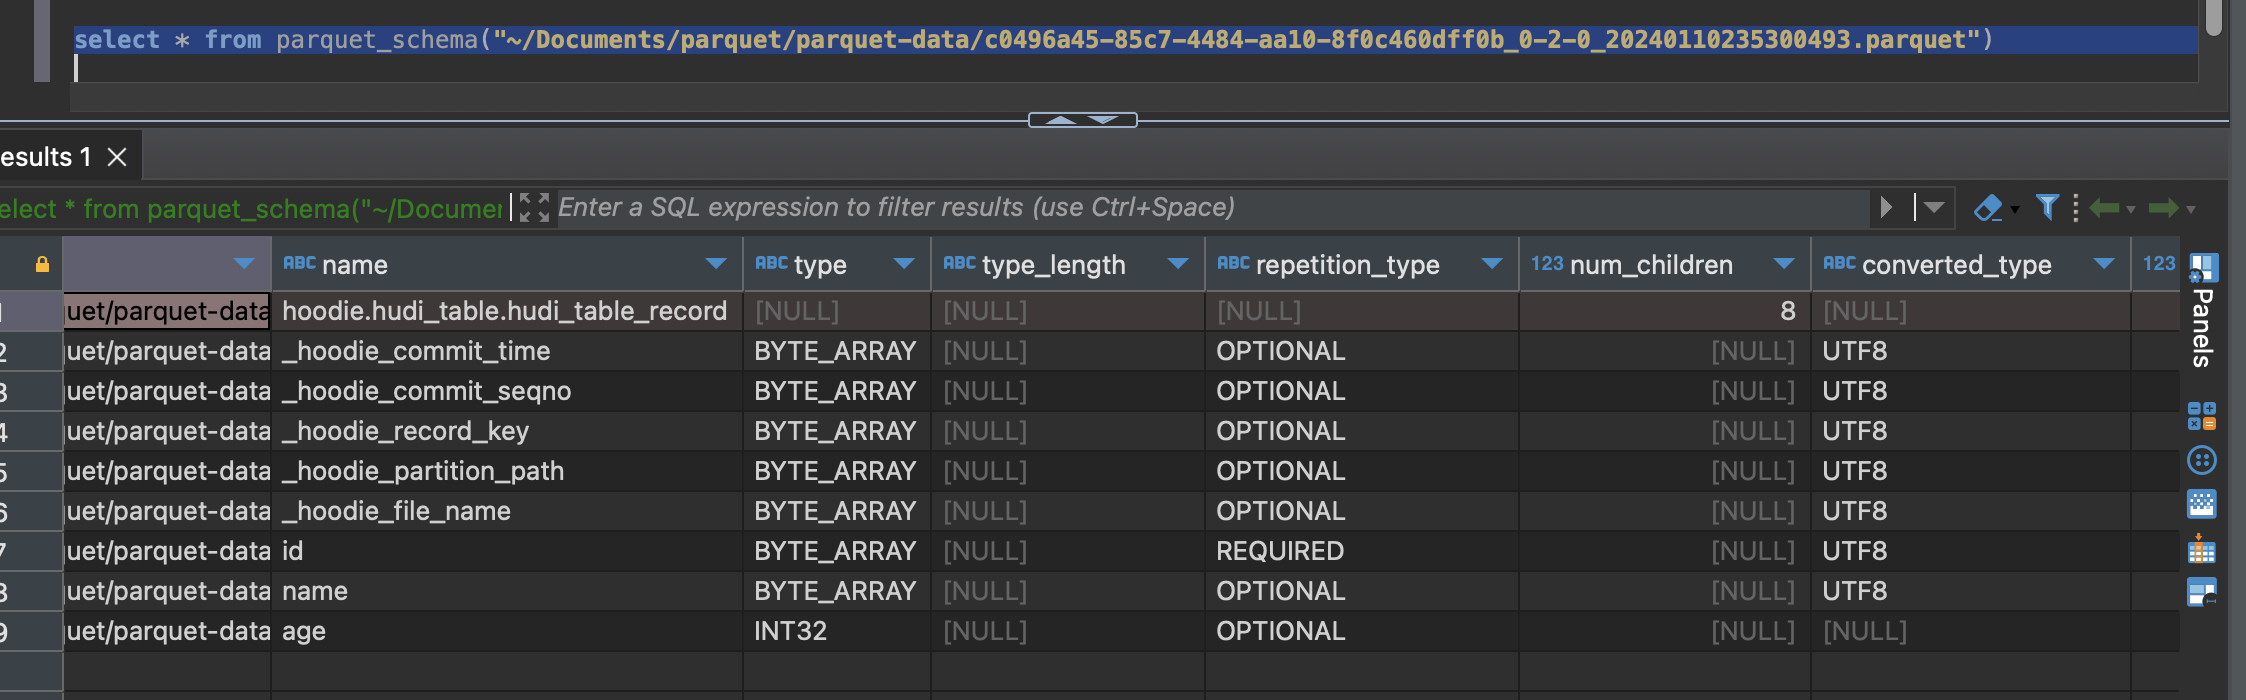 select * from parquet_schema("~/Documents/parquet/parquet-data/c0496a45-85c7-4484-aa10-8f0c460dff0b_0-2-0_20240110235300493.parquet")
esults 1
elect * from parquet_schema("~/Documer Enter a SQL expression to filter results (use Ctrl+Space)
ABC name ABC type ABC type_length ABC repetition_type 123 num_children ABC converted_type 123
1 uet/parquet-data hoodie.hudi_table.hudi_table_record [NULL] [NULL] [NULL] 8 [NULL]
2 uet/parquet-data _hoodie_commit_time BYTE_ARRAY [NULL] OPTIONAL [NULL] UTF8
3 uet/parquet-data _hoodie_commit_seqno BYTE_ARRAY [NULL] OPTIONAL [NULL] UTF8
4 uet/parquet-data _hoodie_record_key BYTE_ARRAY [NULL] OPTIONAL [NULL] UTF8
5 uet/parquet-data _hoodie_partition_path BYTE_ARRAY [NULL] OPTIONAL [NULL] UTF8
6 uet/parquet-data _hoodie_file_name BYTE_ARRAY [NULL] OPTIONAL [NULL] UTF8
7 uet/parquet-data id BYTE_ARRAY [NULL] REQUIRED [NULL] UTF8
8 uet/parquet-data name BYTE_ARRAY [NULL] OPTIONAL [NULL] UTF8
9 uet/parquet-data age INT32 [NULL] OPTIONAL [NULL] [NULL]
Panels